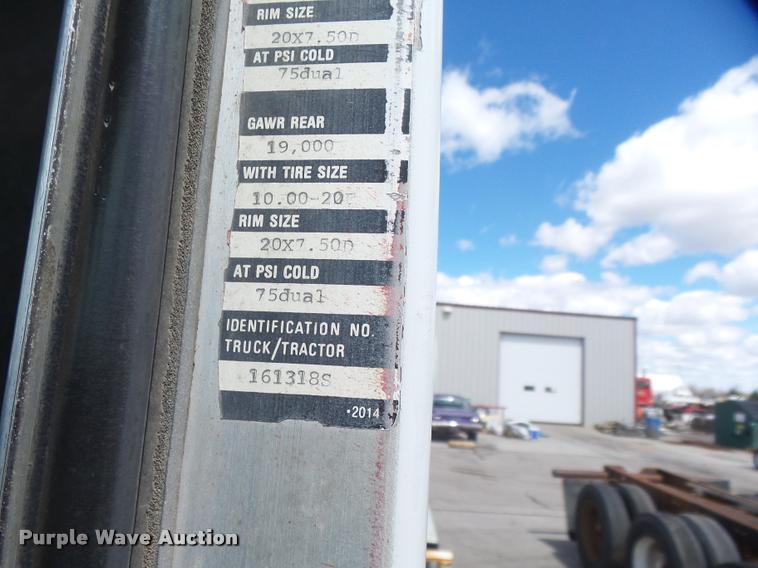 RIM SIZE
20X7.50D
AT PSI COLD
75dual
GAWR REAR
19,000
WITH TIRE SIZE
10.00-20F
RIM SIZE
20X7.50D
AT PSI COLD
75dual
IDENTIFICATION NO.
TRUCK/TRACTOR
161318S
•2014
Purple Wave Auction